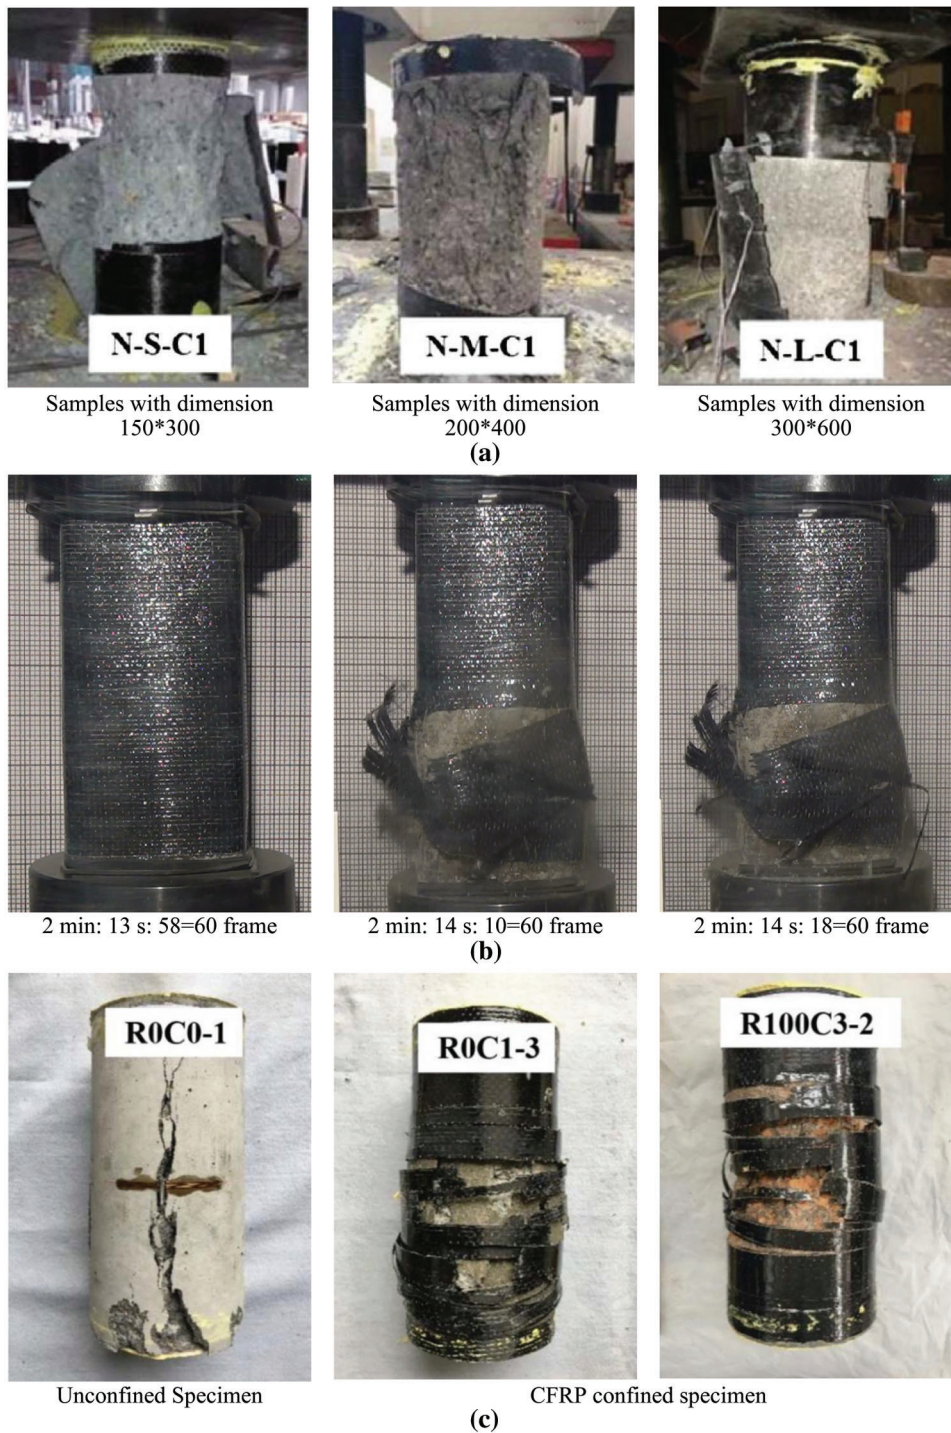 N-S-C1
N-M-C1
N-L-C1
Samples with dimension
150*300
Samples with dimension
200*400
Samples with dimension
300*600
(a)
2 min: 13 s: 58=60 frame
2 min: 14 s: 10=60 frame
2 min: 14 s: 18=60 frame
(b)
R0C0-1
R0C1-3
R100C3-2
Unconfined Specimen
CFRP confined specimen
(c)